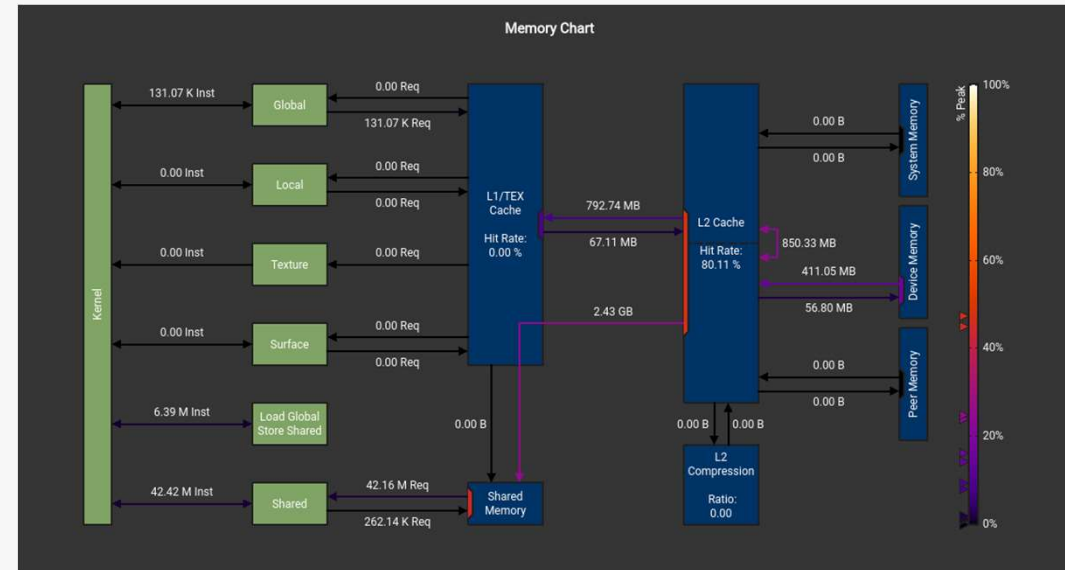 Memory Chart
Kernel
131.07 K Inst
Global
0.00 Req
131.07 K Req
0.00 Inst
Local
0.00 Req
0.00 Req
0.00 Inst
Texture
0.00 Req
0.00 Inst
Surface
0.00 Req
0.00 Req
6.39 M Inst
Load Global
Store Shared
42.42 M Inst
Shared
42.16 M Req
262.14 K Req
L1/TEX
Cache
Hit Rate:
0.00 %
0.00 B
Shared
Memory
792.74 MB
67.11 MB
2.43 GB
L2 Cache
Hit Rate:
80.11 %
850.33 MB
0.00 B
0.00 B
System Memory
411.05 MB
56.80 MB
Device Memory
0.00 B
0.00 B
Peer Memory
0.00 B
0.00 B
L2
Compression
Ratio:
0.00
% Peak
100%
80%
60%
40%
20%
0%